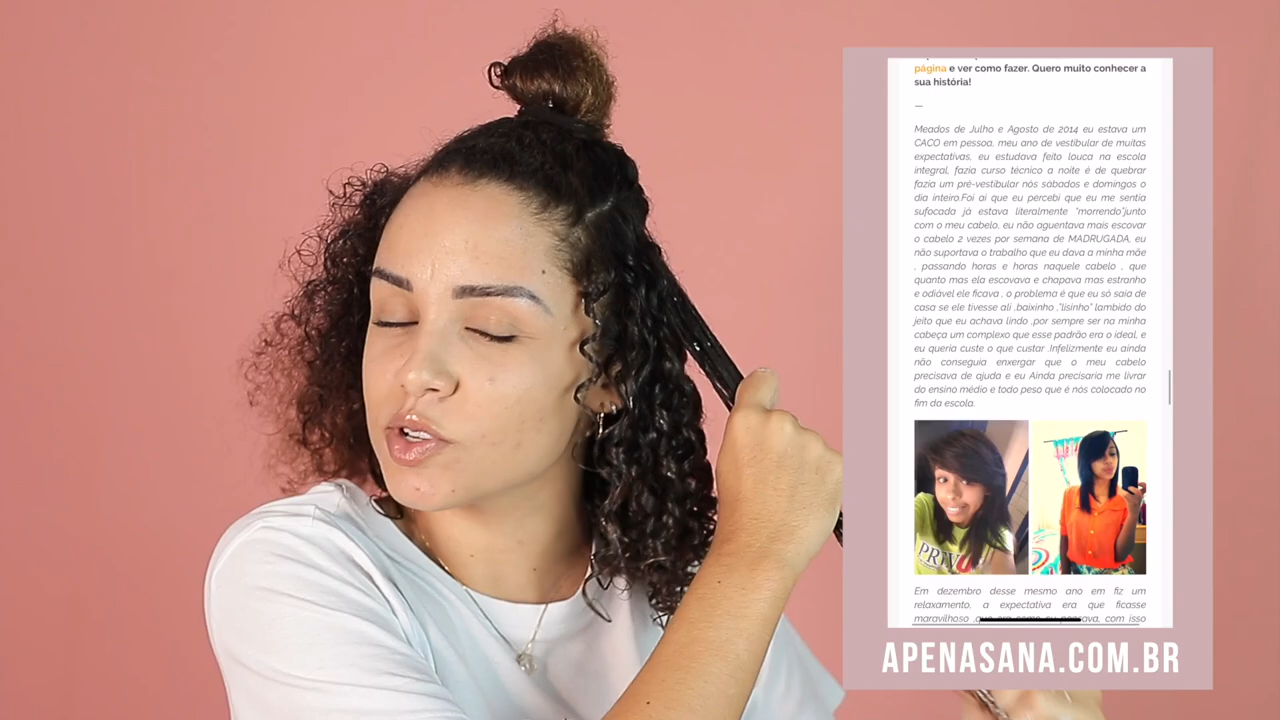 página e ver como fazer. Quero muito conhecer a
sua história!
—
Meados de Julho e Agosto de 2014 eu estava um
CACO em pessoa, meu ano de vestibular de muitas
expectativas, eu estudava feito louca na escola
integral, fazia curso técnico a noite é de quebrar
fazia um pré-vestibular nós sábados e domingos o
dia inteiro.Foi ai que eu percebi que eu me sentia
sufocada já estava literalmente "morrendo"junto
com o meu cabelo, eu não aguentava mais escovar
o cabelo 2 vezes por semana de MADRUGADA, eu
não suportava o trabalho que eu dava a minha mãe
, passando horas e horas naquele cabelo , que
quanto mas ela escovava e chapava mas estranho
e odiável ele ficava , o problema é que eu só saia de
casa se ele tivesse ali ,baixinho ,"lisinho" lambido do
jeito que eu achava lindo ,por sempre ser na minha
cabeça um complexo que esse padrão era o ideal, e
eu queria custe o que custar .Infelizmente eu ainda
não conseguia enxergar que o meu cabelo
precisava de ajuda e eu Ainda precisaria me livrar
do ensino médio e todo peso que é nós colocado no
fim da escola.
Em dezembro desse mesmo ano em fiz um
relaxamento, a expectativa era que ficasse
maravilhoso ,que era como eu pensava, com isso
APENASANA.COM.BR